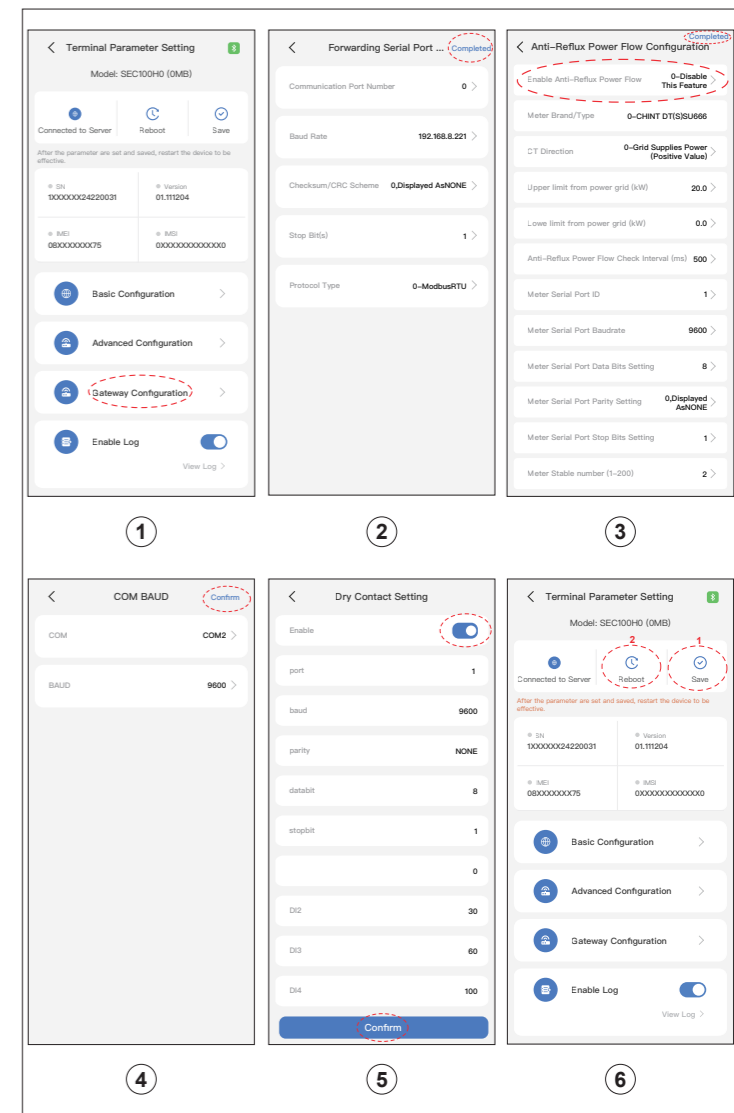 Terminal Parameter Setting
Model: SEC100H0 (0MB)
Connected to Server Reboot Save
After the parameter are set and saved, restart the device to be
effective.
SN Version
1XXXXXX24220031 01.111204
IMEI IMSI
08XXXXXXX75 0XXXXXXXXXXXX0
Basic Configuration
Advanced Configuration
Gateway Configuration
Enable Log
View Log >
1
Forwarding Serial Port ... Completed
Communication Port Number 0 >
Baud Rate 192.168.8.221 >
Checksum/CRC Scheme 0,Displayed AsNONE >
Stop Bit(s) 1 >
Protocol Type 0-ModbusRTU >
2
Completed
Anti-Reflux Power Flow Configuration
Enable Anti-Reflux Power Flow 0-Disable
This Feature >
Meter Brand/Type 0-CHINT DT(S)SU666
CT Direction 0-Grid Supplies Power
(Positive Value) >
Upper limit from power grid (kW) 20.0 >
Lowe limit from power grid (kW) 0.0 >
Anti-Reflux Power Flow Check Interval (ms) 500 >
Meter Serial Port ID 1 >
Meter Serial Port Baudrate 9600 >
Meter Serial Port Data Bits Setting 8 >
Meter Serial Port Parity Setting 0,Displayed
AsNONE >
Meter Serial Port Stop Bits Setting 1 >
Meter Stable number (1-200) 2 >
3
COM BAUD Confirm
COM COM2 >
BAUD 9600 >
4
Dry Contact Setting
Enable
port 1
baud 9600
parity NONE
databit 8
stopbit 1
0
DI2 30
DI3 60
DI4 100
Confirm
5
Terminal Parameter Setting
Model: SEC100H0 (0MB)
2 1
Connected to Server Reboot Save
After the parameter are set and saved, restart the device to be
effective.
SN Version
1XXXXXX24220031 01.111204
IMEI IMSI
08XXXXXXX75 0XXXXXXXXXXXX0
Basic Configuration
Advanced Configuration
Gateway Configuration
Enable Log
View Log >
6